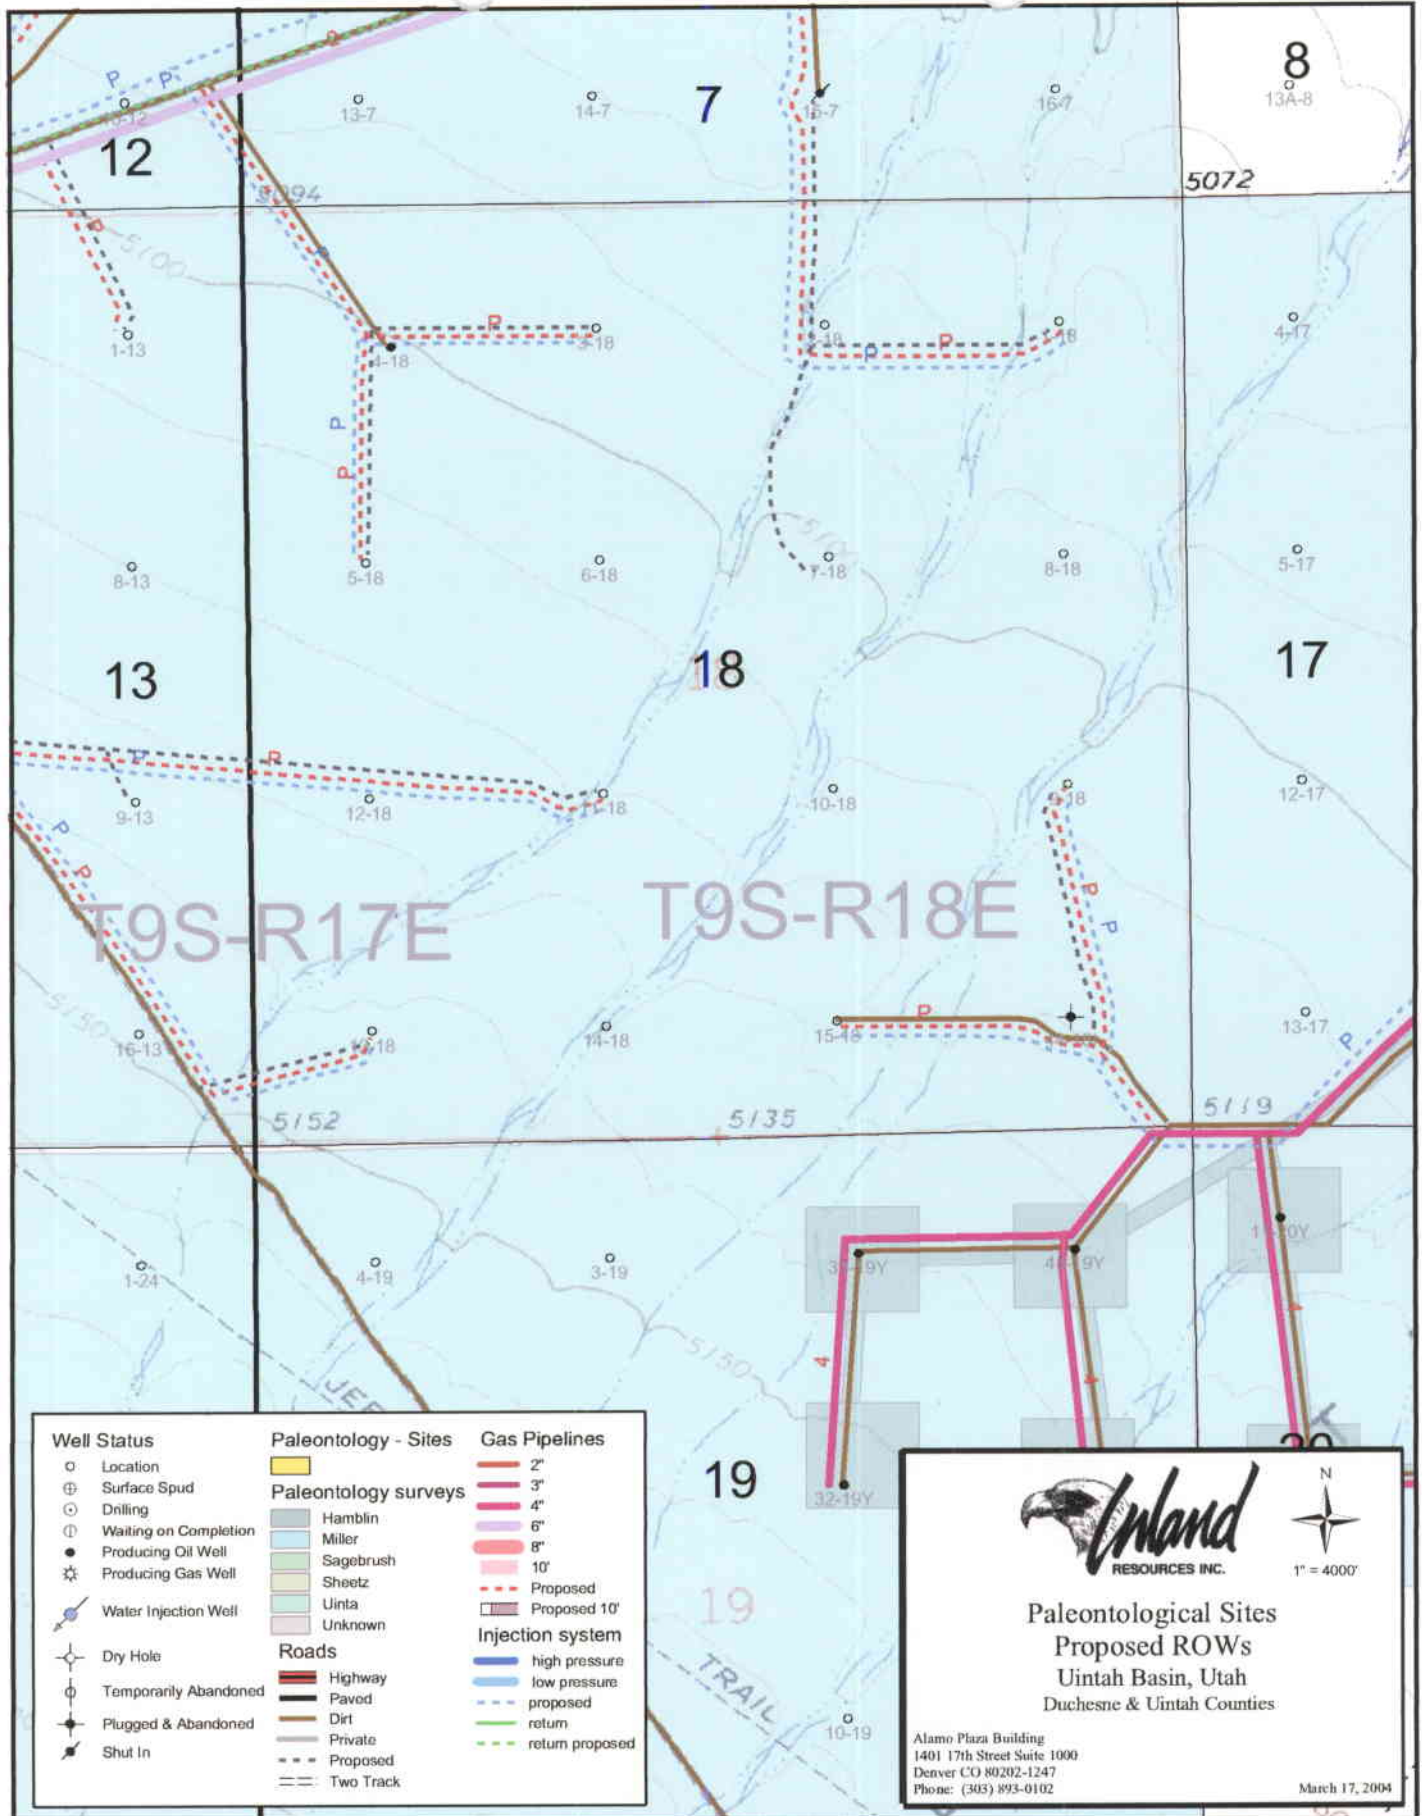 8
13A-8
7
P
P
P
12
13-7
14-7
15-7
16-7
5072
5100
P
1-13
4-18
P
3-18
P
P
4-17
P
P
8-13
5-18
6-18
5100
7-18
8-18
5-17
13
18
17
P
P
9-13
12-18
11-18
10-18
9-18
12-17
P
P
T9S-R17E
T9S-R18E
P
P
5150
16-13
14-18
15-18
P
13-17
P
5152
5135
5119
1-24
4-19
3-19
4
5150
4
4
32-19Y
19
19
TRAIL
10-19
Well Status
Location
Surface Spud
Drilling
Waiting on Completion
Producing Oil Well
Producing Gas Well
Water Injection Well
Dry Hole
Temporarily Abandoned
Plugged & Abandoned
Shut In
Paleontology - Sites
Paleontology surveys
Hamblin
Miller
Sagebrush
Sheetz
Uinta
Unknown
Roads
Highway
Paved
Dirt
Private
Proposed
Two Track
Gas Pipelines
2"
3"
4"
6"
8"
10'
Proposed
Proposed 10'
Injection system
high pressure
low pressure
proposed
return
return proposed
Inland
RESOURCES INC.
N
1" = 4000'
Paleontological Sites
Proposed ROWs
Uintah Basin, Utah
Duchesne & Uintah Counties
Alamo Plaza Building
1401 17th Street Suite 1000
Denver CO 80202-1247
Phone: (303) 893-0102
March 17, 2004